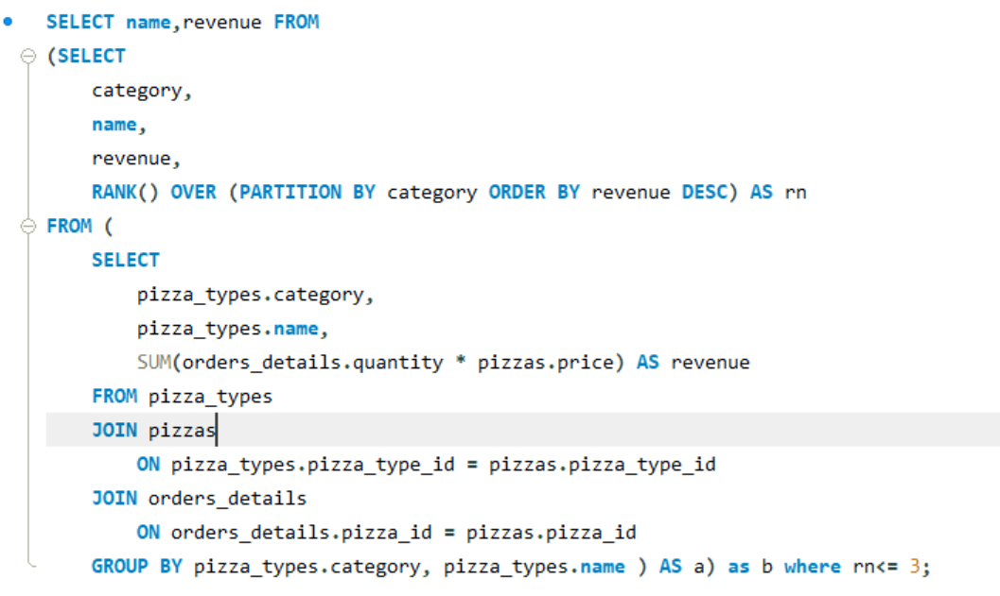 SELECT name,revenue FROM
(SELECT
category,
name,
revenue,
RANK() OVER (PARTITION BY category ORDER BY revenue DESC) AS rn
FROM (
SELECT
pizza_types.category,
pizza_types.name,
SUM(orders_details.quantity * pizzas.price) AS revenue
FROM pizza_types
JOIN pizzas
ON pizza_types.pizza_type_id = pizzas.pizza_type_id
JOIN orders_details
ON orders_details.pizza_id = pizzas.pizza_id
GROUP BY pizza_types.category, pizza_types.name ) AS a) as b where rn<= 3;